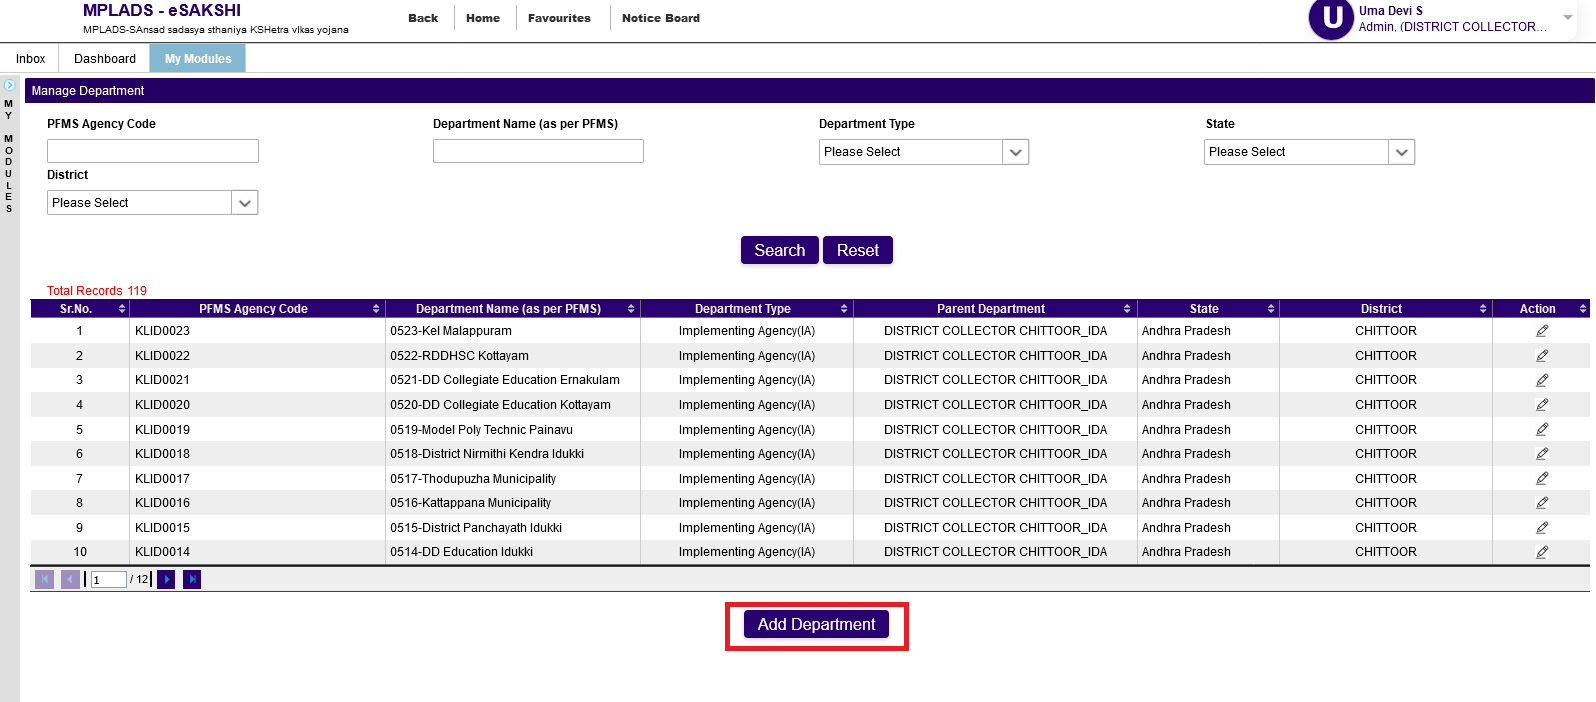 MPLADS - eSAKSHI
MPLADS-SAnsad sadasya sthaniya KSHetra vIkas yojana
Back Home Favourites Notice Board
U
Uma Devi S
Admin, (DISTRICT COLLECTOR...
Inbox Dashboard My Modules
MY MODULES
Manage Department
PFMS Agency Code Department Name (as per PFMS) Department Type State
Please Select Please Select
District
Please Select
Search Reset
Total Records 119
Sr.No. PFMS Agency Code Department Name (as per PFMS) Department Type Parent Department State District Action
1 KLID0023 0523-Kel Malappuram Implementing Agency(IA) DISTRICT COLLECTOR CHITTOOR_IDA Andhra Pradesh CHITTOOR
2 KLID0022 0522-RDDHSC Kottayam Implementing Agency(IA) DISTRICT COLLECTOR CHITTOOR_IDA Andhra Pradesh CHITTOOR
3 KLID0021 0521-DD Collegiate Education Ernakulam Implementing Agency(IA) DISTRICT COLLECTOR CHITTOOR_IDA Andhra Pradesh CHITTOOR
4 KLID0020 0520-DD Collegiate Education Kottayam Implementing Agency(IA) DISTRICT COLLECTOR CHITTOOR_IDA Andhra Pradesh CHITTOOR
5 KLID0019 0519-Model Poly Technic Painavu Implementing Agency(IA) DISTRICT COLLECTOR CHITTOOR_IDA Andhra Pradesh CHITTOOR
6 KLID0018 0518-District Nirmithi Kendra Idukki Implementing Agency(IA) DISTRICT COLLECTOR CHITTOOR_IDA Andhra Pradesh CHITTOOR
7 KLID0017 0517-Thodupuzha Municipality Implementing Agency(IA) DISTRICT COLLECTOR CHITTOOR_IDA Andhra Pradesh CHITTOOR
8 KLID0016 0516-Kattappana Municipality Implementing Agency(IA) DISTRICT COLLECTOR CHITTOOR_IDA Andhra Pradesh CHITTOOR
9 KLID0015 0515-District Panchayath Idukki Implementing Agency(IA) DISTRICT COLLECTOR CHITTOOR_IDA Andhra Pradesh CHITTOOR
10 KLID0014 0514-DD Education Idukki Implementing Agency(IA) DISTRICT COLLECTOR CHITTOOR_IDA Andhra Pradesh CHITTOOR
1 / 12
Add Department